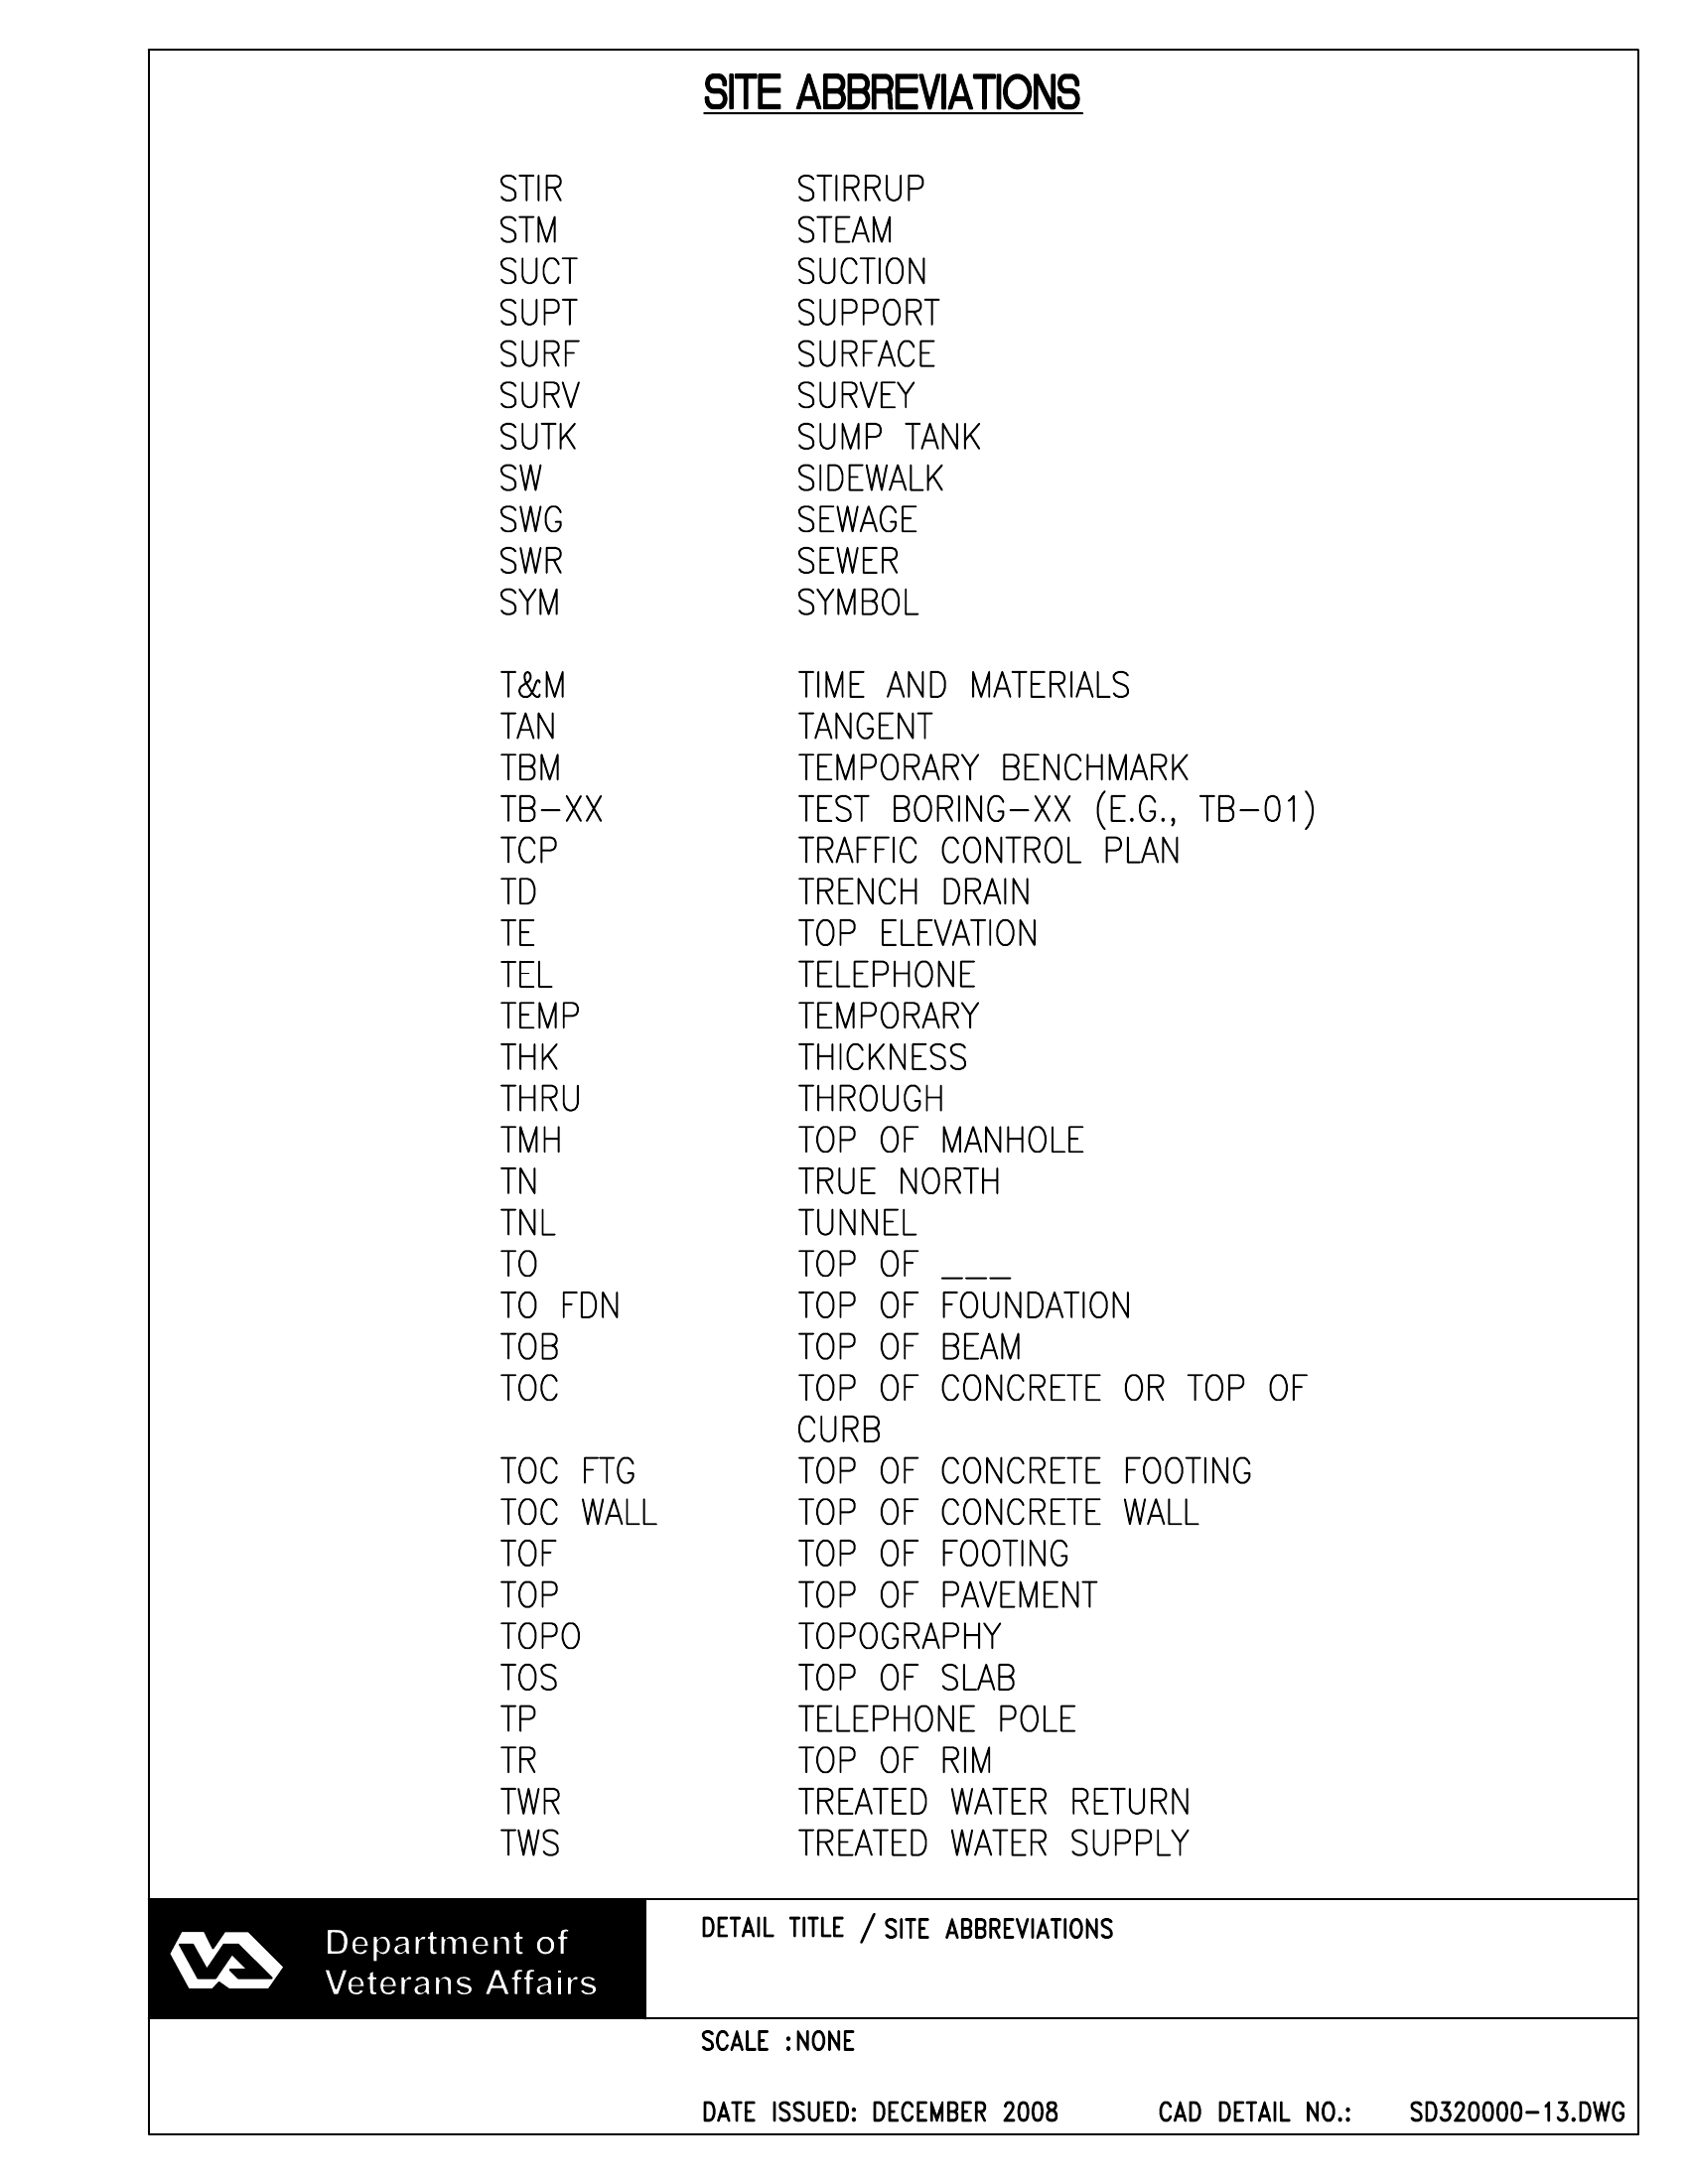 SITE ABBREVIATIONS
STIR STIRRUP
STM STEAM
SUCT SUCTION
SUPT SUPPORT
SURF SURFACE
SURV SURVEY
SUTK SUMP TANK
SW SIDEWALK
SWG SEWAGE
SWR SEWER
SYM SYMBOL
T&M TIME AND MATERIALS
TAN TANGENT
TBM TEMPORARY BENCHMARK
TB-XX TEST BORING-XX (E.G., TB-01)
TCP TRAFFIC CONTROL PLAN
TD TRENCH DRAIN
TE TOP ELEVATION
TEL TELEPHONE
TEMP TEMPORARY
THK THICKNESS
THRU THROUGH
TMH TOP OF MANHOLE
TN TRUE NORTH
TNL TUNNEL
TO TOP OF ___
TO FDN TOP OF FOUNDATION
TOB TOP OF BEAM
TOC TOP OF CONCRETE OR TOP OF
CURB
TOC FTG TOP OF CONCRETE FOOTING
TOC WALL TOP OF CONCRETE WALL
TOF TOP OF FOOTING
TOP TOP OF PAVEMENT
TOPO TOPOGRAPHY
TOS TOP OF SLAB
TP TELEPHONE POLE
TR TOP OF RIM
TWR TREATED WATER RETURN
TWS TREATED WATER SUPPLY
Department of
Veterans Affairs
DETAIL TITLE / SITE ABBREVIATIONS
SCALE :NONE
DATE ISSUED: DECEMBER 2008 CAD DETAIL NO.: SD320000-13.DWG